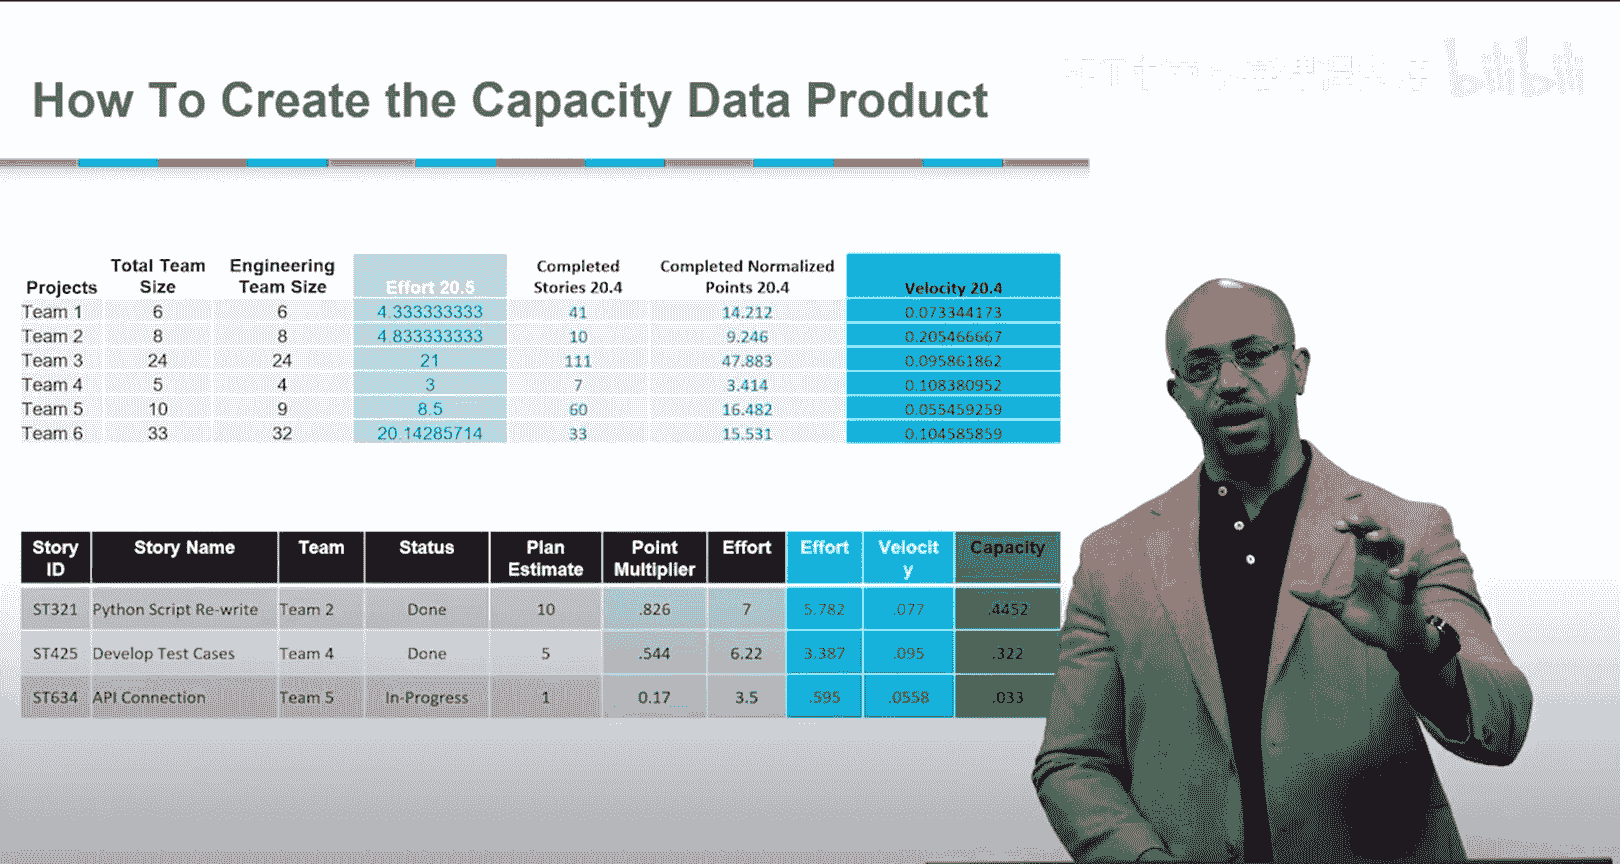 bilibili
How To Create the Capacity Data Product
Projects Total Team Size Engineering Team Size Effort 20.5 Completed Stories 20.4 Completed Normalized Points 20.4 Velocity 20.4
Team 1 6 6 4.333333333 41 14.212 0.073344173
Team 2 8 8 4.833333333 10 9.246 0.205466667
Team 3 24 24 21 111 47.883 0.095861862
Team 4 5 4 3 7 3.414 0.108380952
Team 5 10 9 8.5 60 16.482 0.055459259
Team 6 33 32 20.14285714 33 15.531 0.104585859
Story ID Story Name Team Status Plan Estimate Point Multiplier Effort Effort Velocity Capacity
ST321 Python Script Re-write Team 2 Done 10 .826 7 5.782 .077 .4452
ST425 Develop Test Cases Team 4 Done 5 .544 6.22 3.387 .095 .322
ST634 API Connection Team 5 In-Progress 1 0.17 3.5 .595 .0558 .033